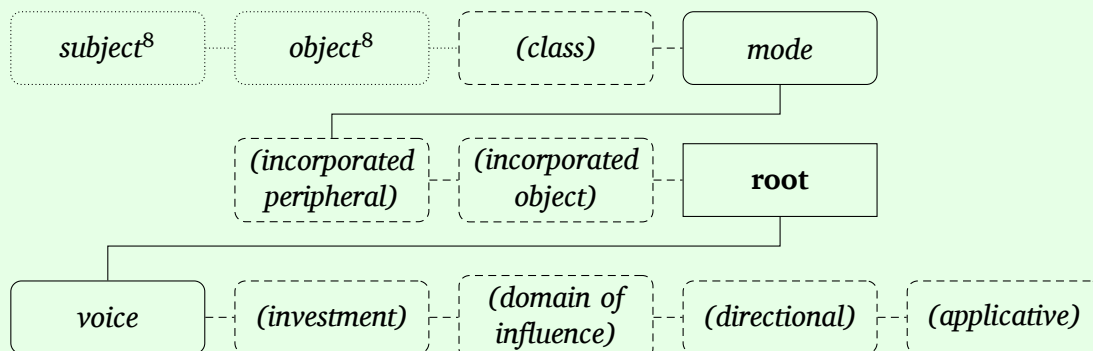 subject⁸ object⁸ (class) mode
(incorporated peripheral) (incorporated object) root
voice (investment) (domain of influence) (directional) (applicative)